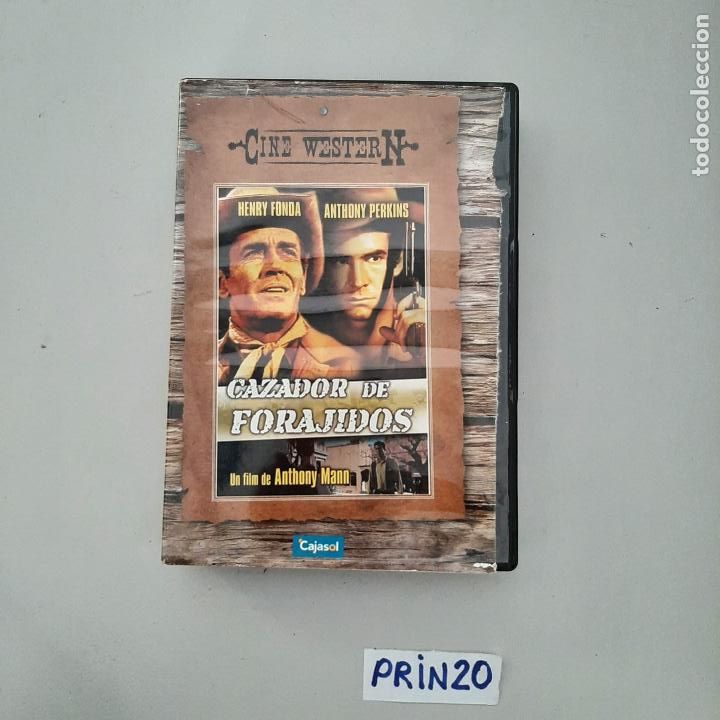 CINE WESTERN
HENRY FONDA ANTHONY PERKINS
CAZADOR DE
FORAJIDOS
Un film de Anthony Mann
Cajasol
PRIN20
todocoleccion